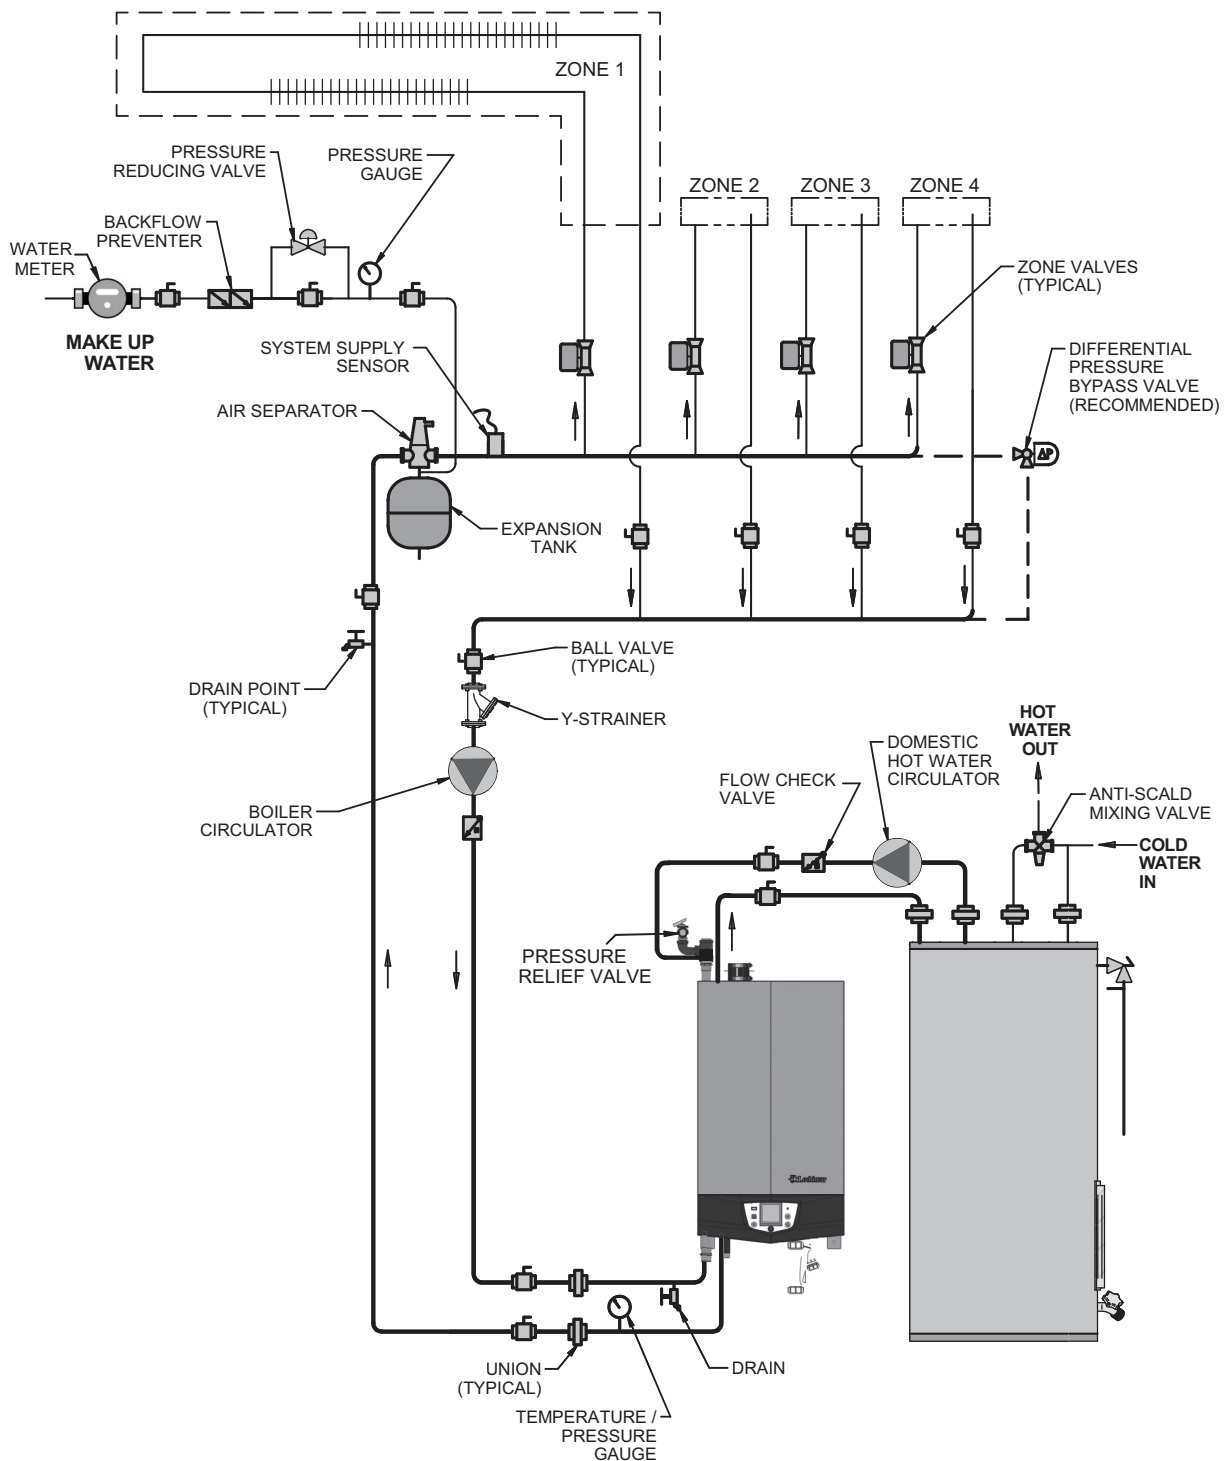 ZONE 1
PRESSURE
REDUCING VALVE
PRESSURE
GAUGE
ZONE 2
ZONE 3
ZONE 4
BACKFLOW
PREVENTER
WATER
METER
ZONE VALVES
(TYPICAL)
MAKE UP
WATER
SYSTEM SUPPLY
SENSOR
DIFFERENTIAL
PRESSURE
BYPASS VALVE
(RECOMMENDED)
AIR SEPARATOR
ΔP
EXPANSION
TANK
BALL VALVE
(TYPICAL)
DRAIN POINT
(TYPICAL)
Y-STRAINER
HOT
WATER
OUT
DOMESTIC
HOT WATER
CIRCULATOR
FLOW CHECK
VALVE
BOILER
CIRCULATOR
ANTI-SCALD
MIXING VALVE
COLD
WATER
IN
PRESSURE
RELIEF VALVE
Lochinvar
UNION
(TYPICAL)
DRAIN
TEMPERATURE /
PRESSURE
GAUGE